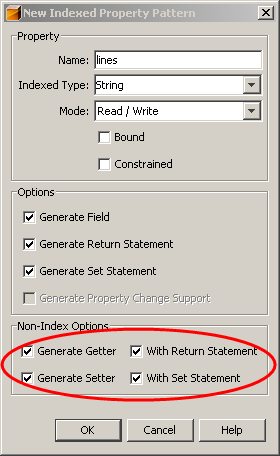 New Indexed Property Pattern
Property
Name: lines
Indexed Type: String
Mode: Read / Write
Bound
Constrained
Options
Generate Field
Generate Return Statement
Generate Set Statement
Generate Property Change Support
Non-Index Options
Generate Getter With Return Statement
Generate Setter With Set Statement
OK Cancel Help